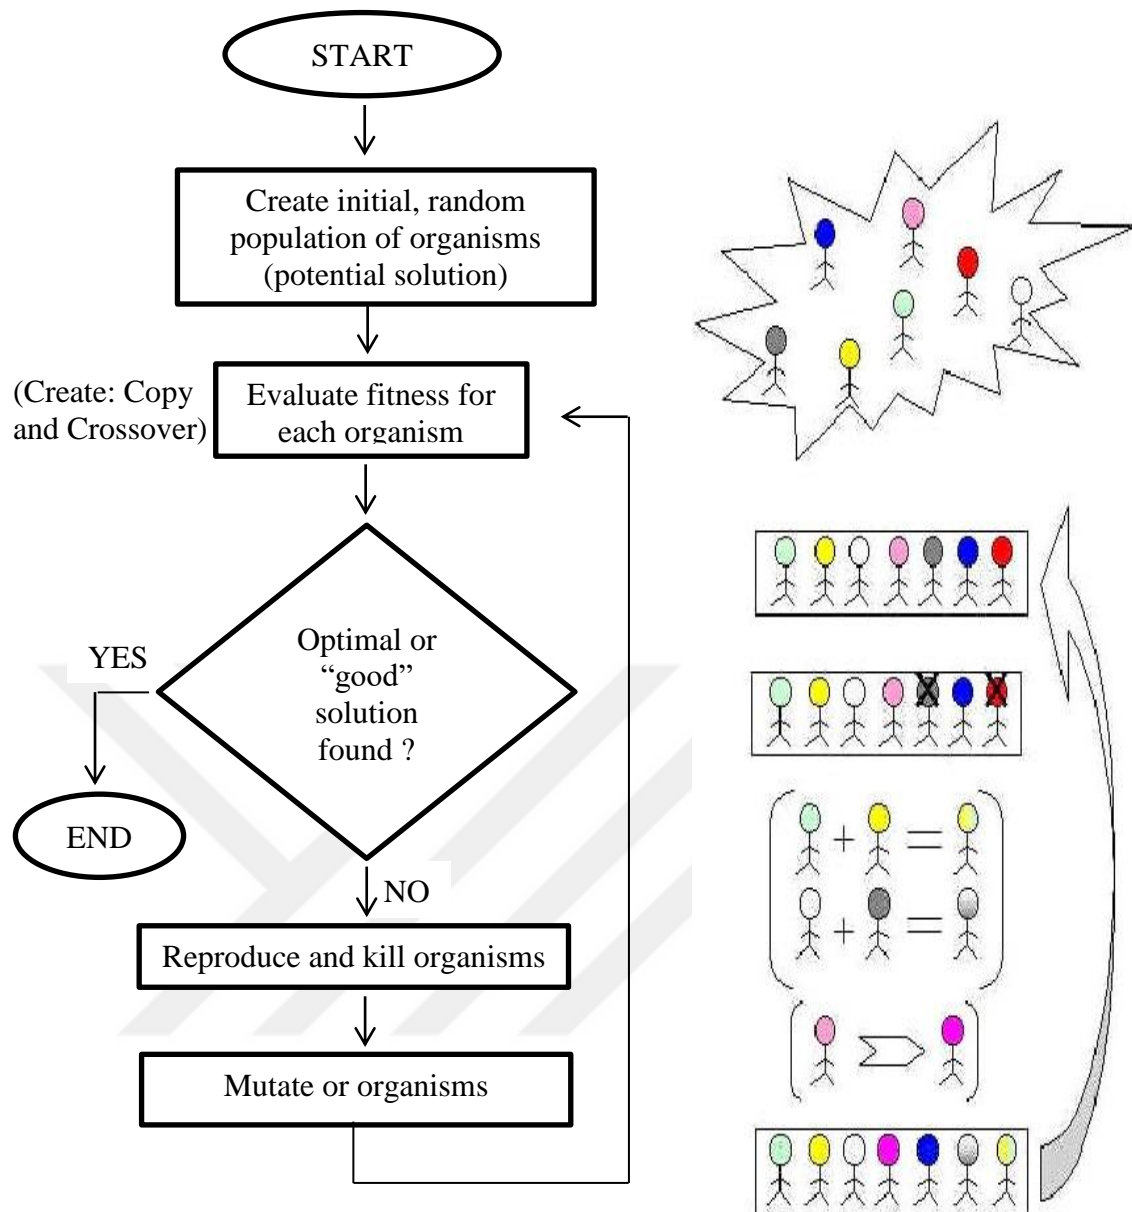 START
Create initial, random
population of organisms
(potential solution)
(Create: Copy
and Crossover)
Evaluate fitness for
each organism
Optimal or
“good”
solution
found ?
YES
END
NO
Reproduce and kill organisms
Mutate or organisms